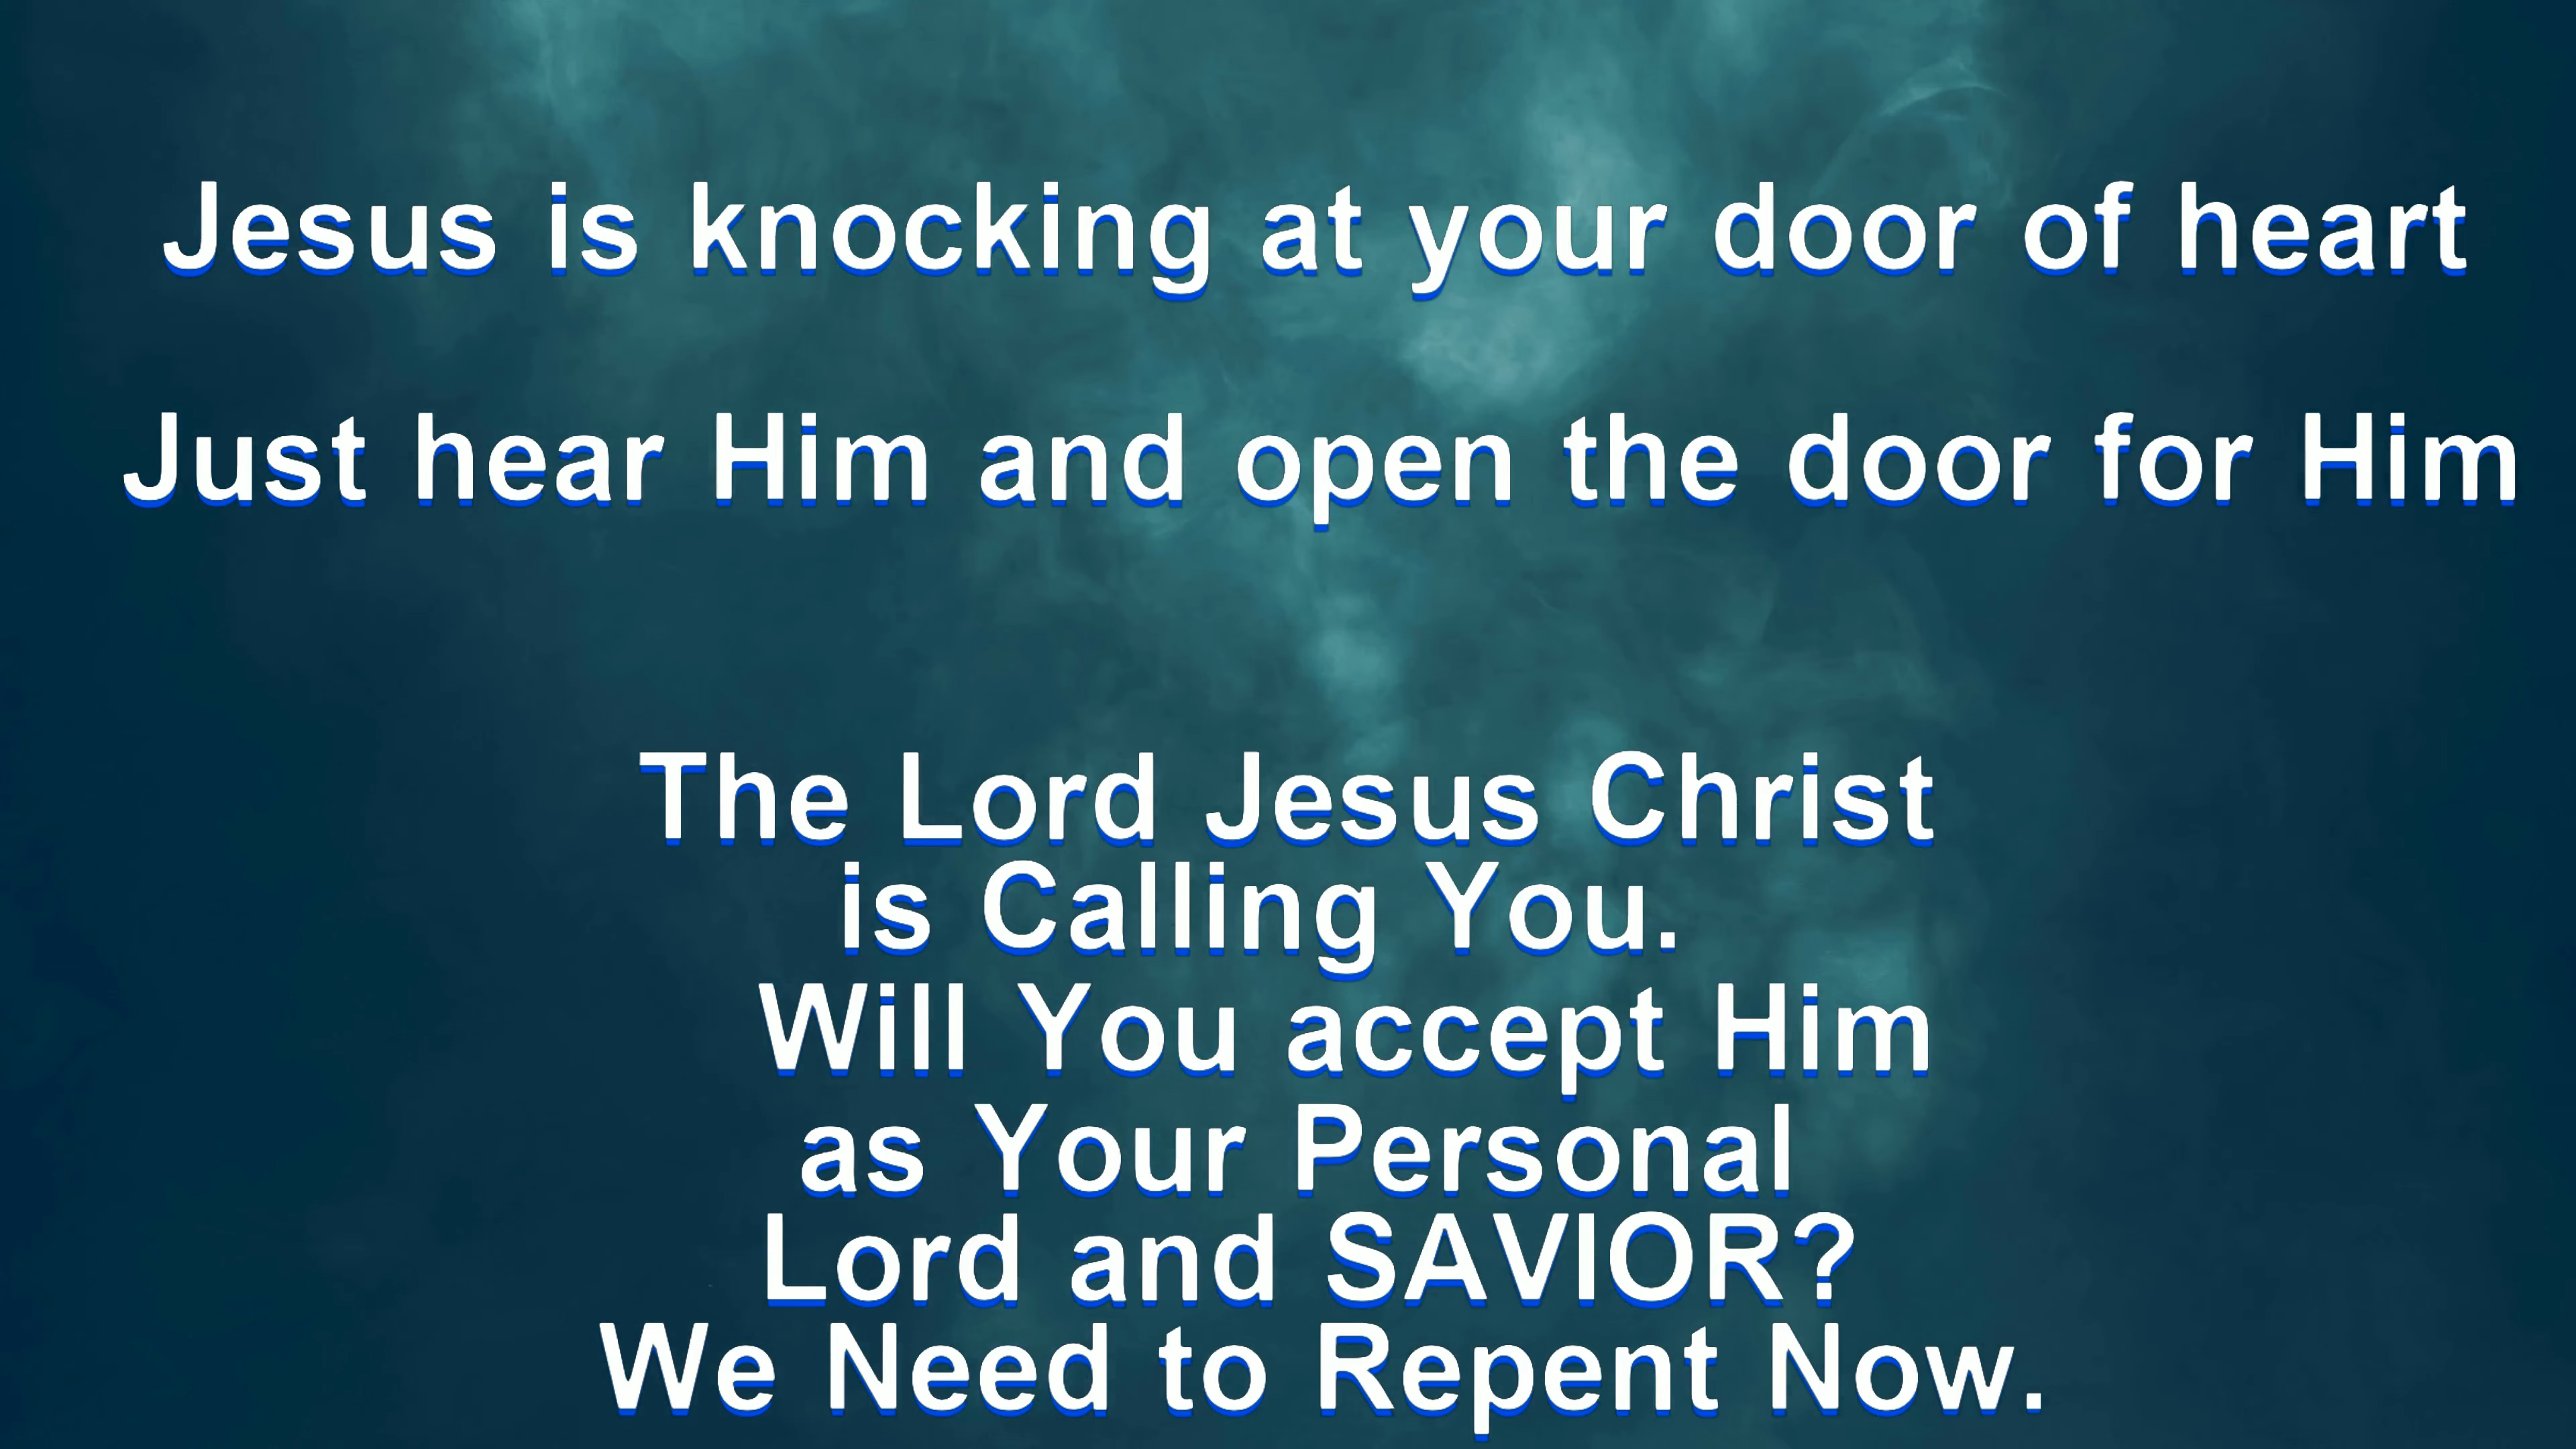 Jesus is knocking at your door of heart
Just hear Him and open the door for Him
The Lord Jesus Christ
is Calling You.
Will You accept Him
as Your Personal
Lord and SAVIOR?
We Need to Repent Now.